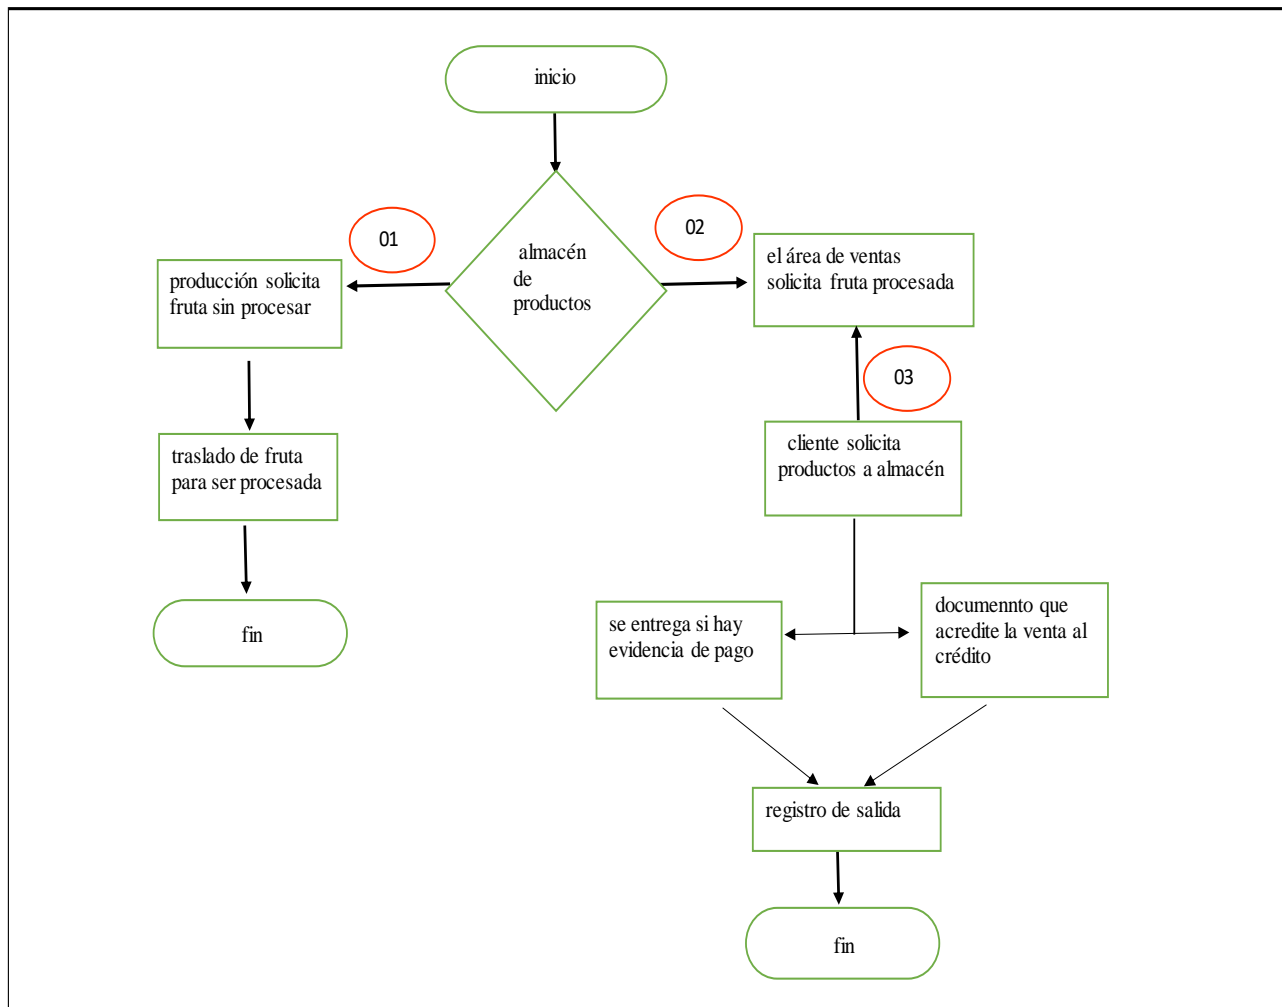 inicio
01
02
almacén
de
productos
el área de ventas
solicita fruta procesada
producción solicita
fruta sin procesar
03
traslado de fruta
para ser procesada
cliente solicita
productos a almacén
fin
se entrega si hay
evidencia de pago
documennto que
acredite la venta al
crédito
registro de salida
fin